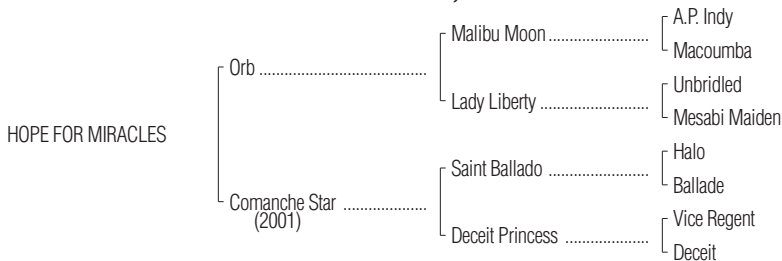 A.P. Indy
Malibu Moon ........................
Macoumba
Orb ........................................
Unbridled
Lady Liberty ..........................
Mesabi Maiden
HOPE FOR MIRACLES
Halo
Saint Ballado ........................
Ballade
Comanche Star ....................
(2001)
Vice Regent
Deceit Princess ....................
Deceit